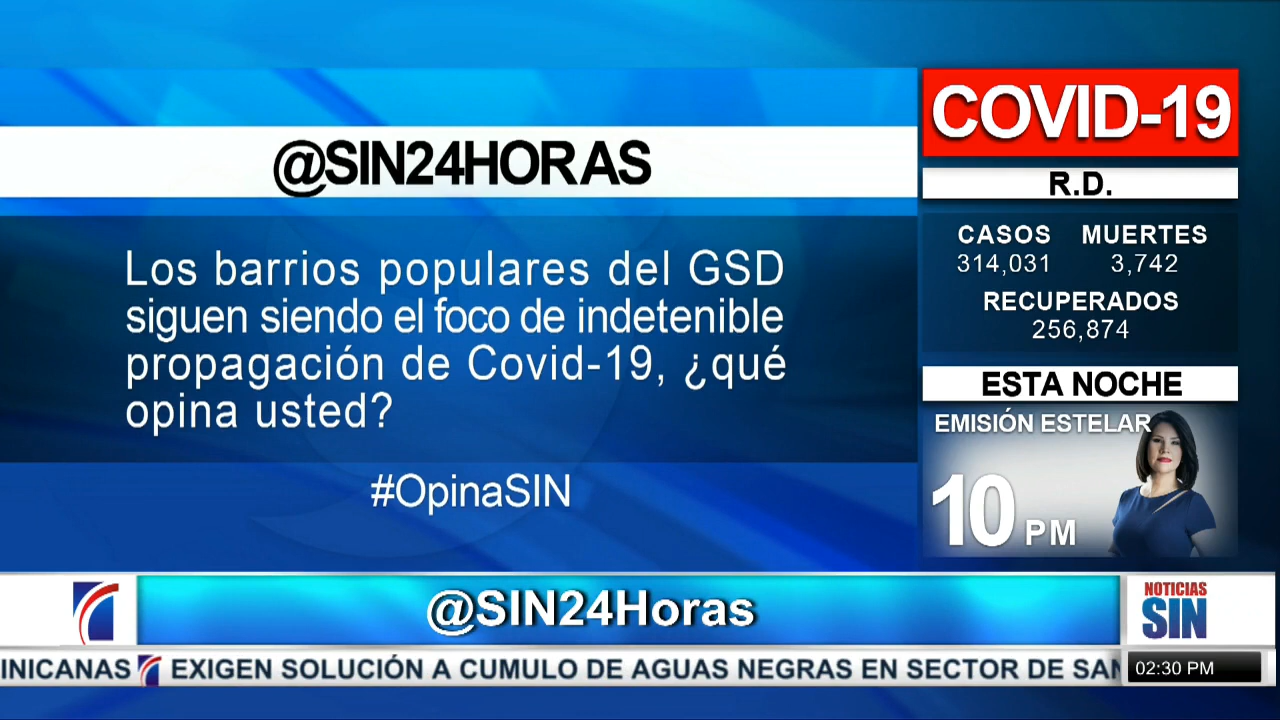 @SIN24HORAS
Los barrios populares del GSD
siguen siendo el foco de indetenible
propagación de Covid-19, ¿qué
opina usted?
#OpinaSIN
COVID-19
R.D.
CASOS MUERTES
314,031 3,742
RECUPERADOS
256,874
ESTA NOCHE
EMISIÓN ESTELAR
10 PM
@SIN24Horas
NOTICIAS
SIN
INICANAS EXIGEN SOLUCIÓN A CUMULO DE AGUAS NEGRAS EN SECTOR DE SAN
02:30 PM